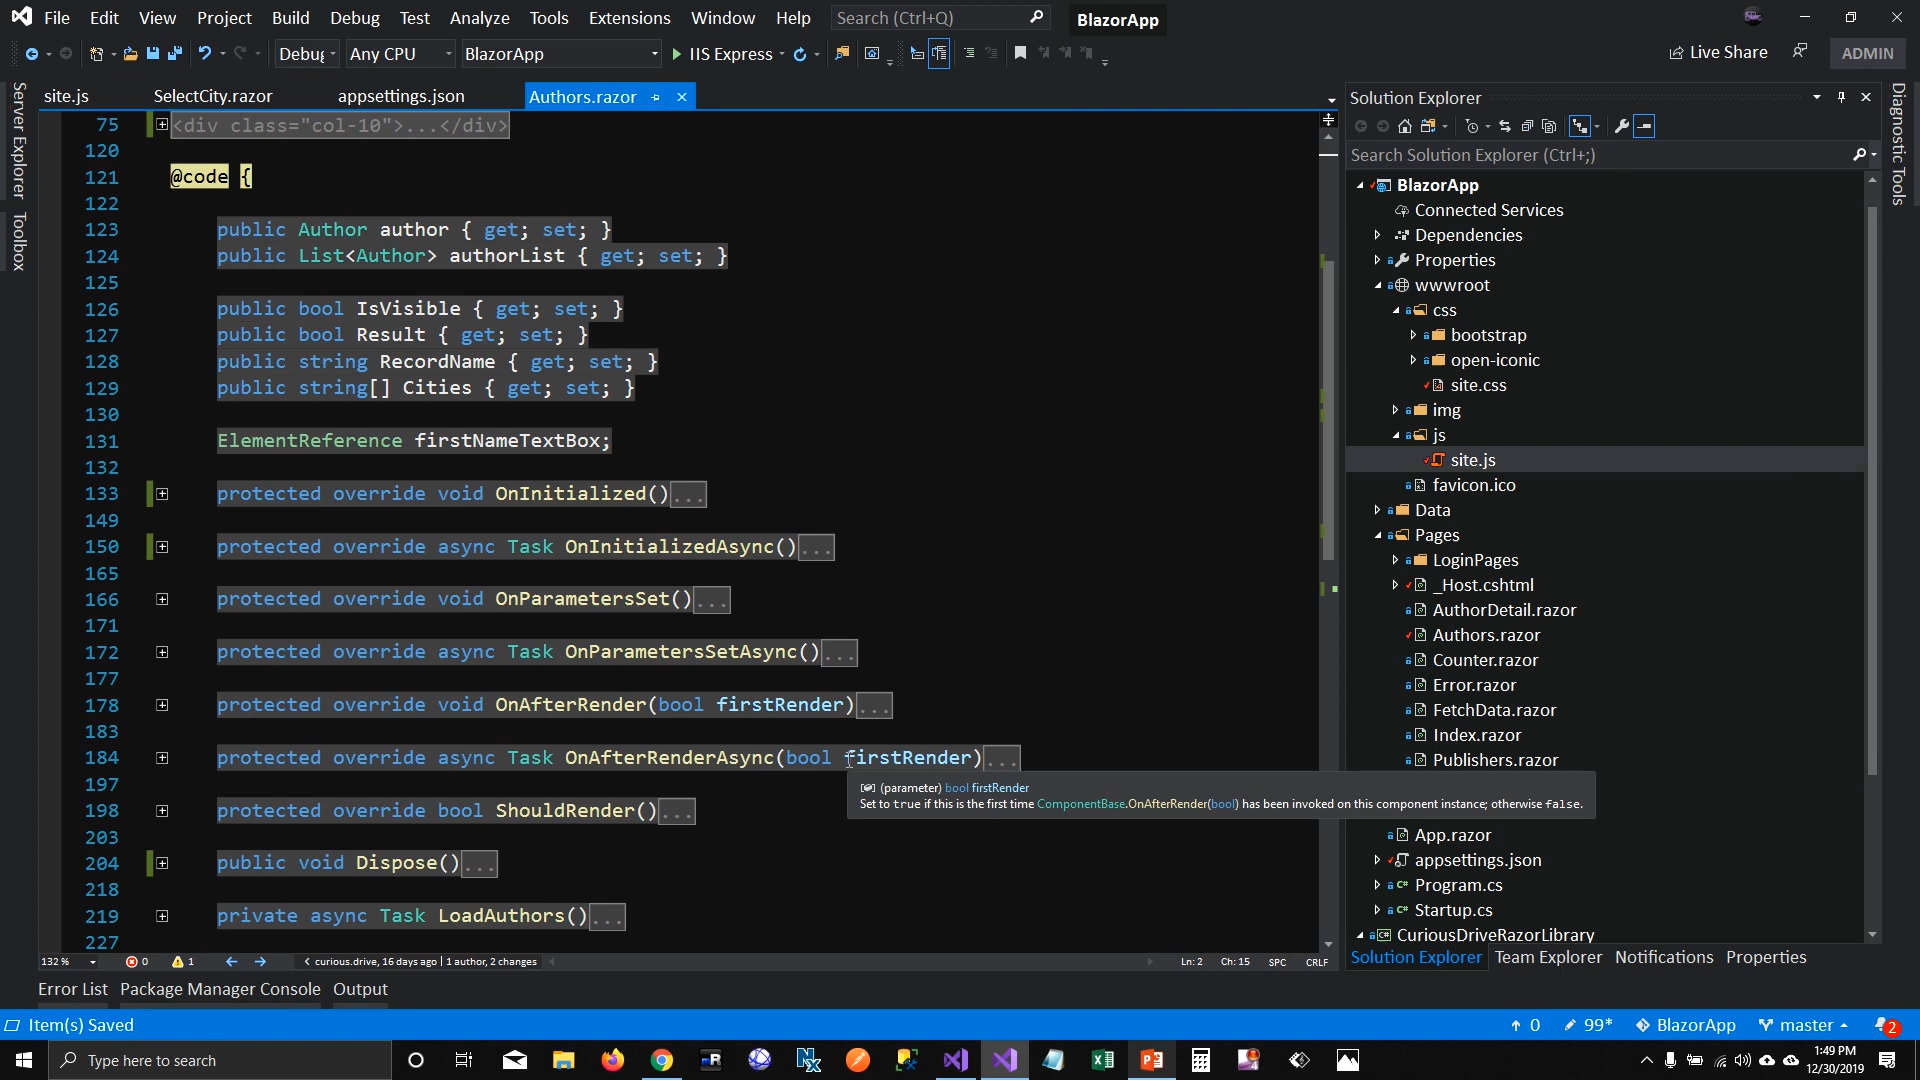 File Edit View Project Build Debug Test Analyze Tools Extensions Window Help Search (Ctrl+Q) BlazorApp
Debug Any CPU BlazorApp IIS Express Live Share ADMIN
Server Explorer
Toolbox
site.js SelectCity.razor appsettings.json Authors.razor
75 <div class="col-10">...</div>
120
121 @code {
122
123 public Author author { get; set; }
124 public List<Author> authorList { get; set; }
125
126 public bool IsVisible { get; set; }
127 public bool Result { get; set; }
128 public string RecordName { get; set; }
129 public string[] Cities { get; set; }
130
131 ElementReference firstNameTextBox;
132
133 protected override void OnInitialized()...
149
150 protected override async Task OnInitializedAsync()...
165
166 protected override void OnParametersSet()...
171
172 protected override async Task OnParametersSetAsync()...
177
178 protected override void OnAfterRender(bool firstRender)...
183
184 protected override async Task OnAfterRenderAsync(bool firstRender)...
197
198 protected override bool ShouldRender()...
203
204 public void Dispose()...
218
219 private async Task LoadAuthors()...
227
(parameter) bool firstRender
Set to true if this is the first time ComponentBase.OnAfterRender(bool) has been invoked on this component instance; otherwise false.
132 % 0 1 curious.drive, 16 days ago | 1 author, 2 changes Ln: 2 Ch: 15 SPC CRLF
Solution Explorer
Search Solution Explorer (Ctrl+;)
BlazorApp
Connected Services
Dependencies
Properties
wwwroot
css
bootstrap
open-iconic
site.css
img
js
site.js
favicon.ico
Data
Pages
LoginPages
_Host.cshtml
AuthorDetail.razor
Authors.razor
Counter.razor
Error.razor
FetchData.razor
Index.razor
Publishers.razor
App.razor
appsettings.json
C# Program.cs
C# Startup.cs
C# CuriousDriveRazorLibrary
Solution Explorer Team Explorer Notifications Properties
Diagnostic Tools
Error List Package Manager Console Output
Item(s) Saved 0 99* BlazorApp master 2
Type here to search
1:49 PM
12/30/2019